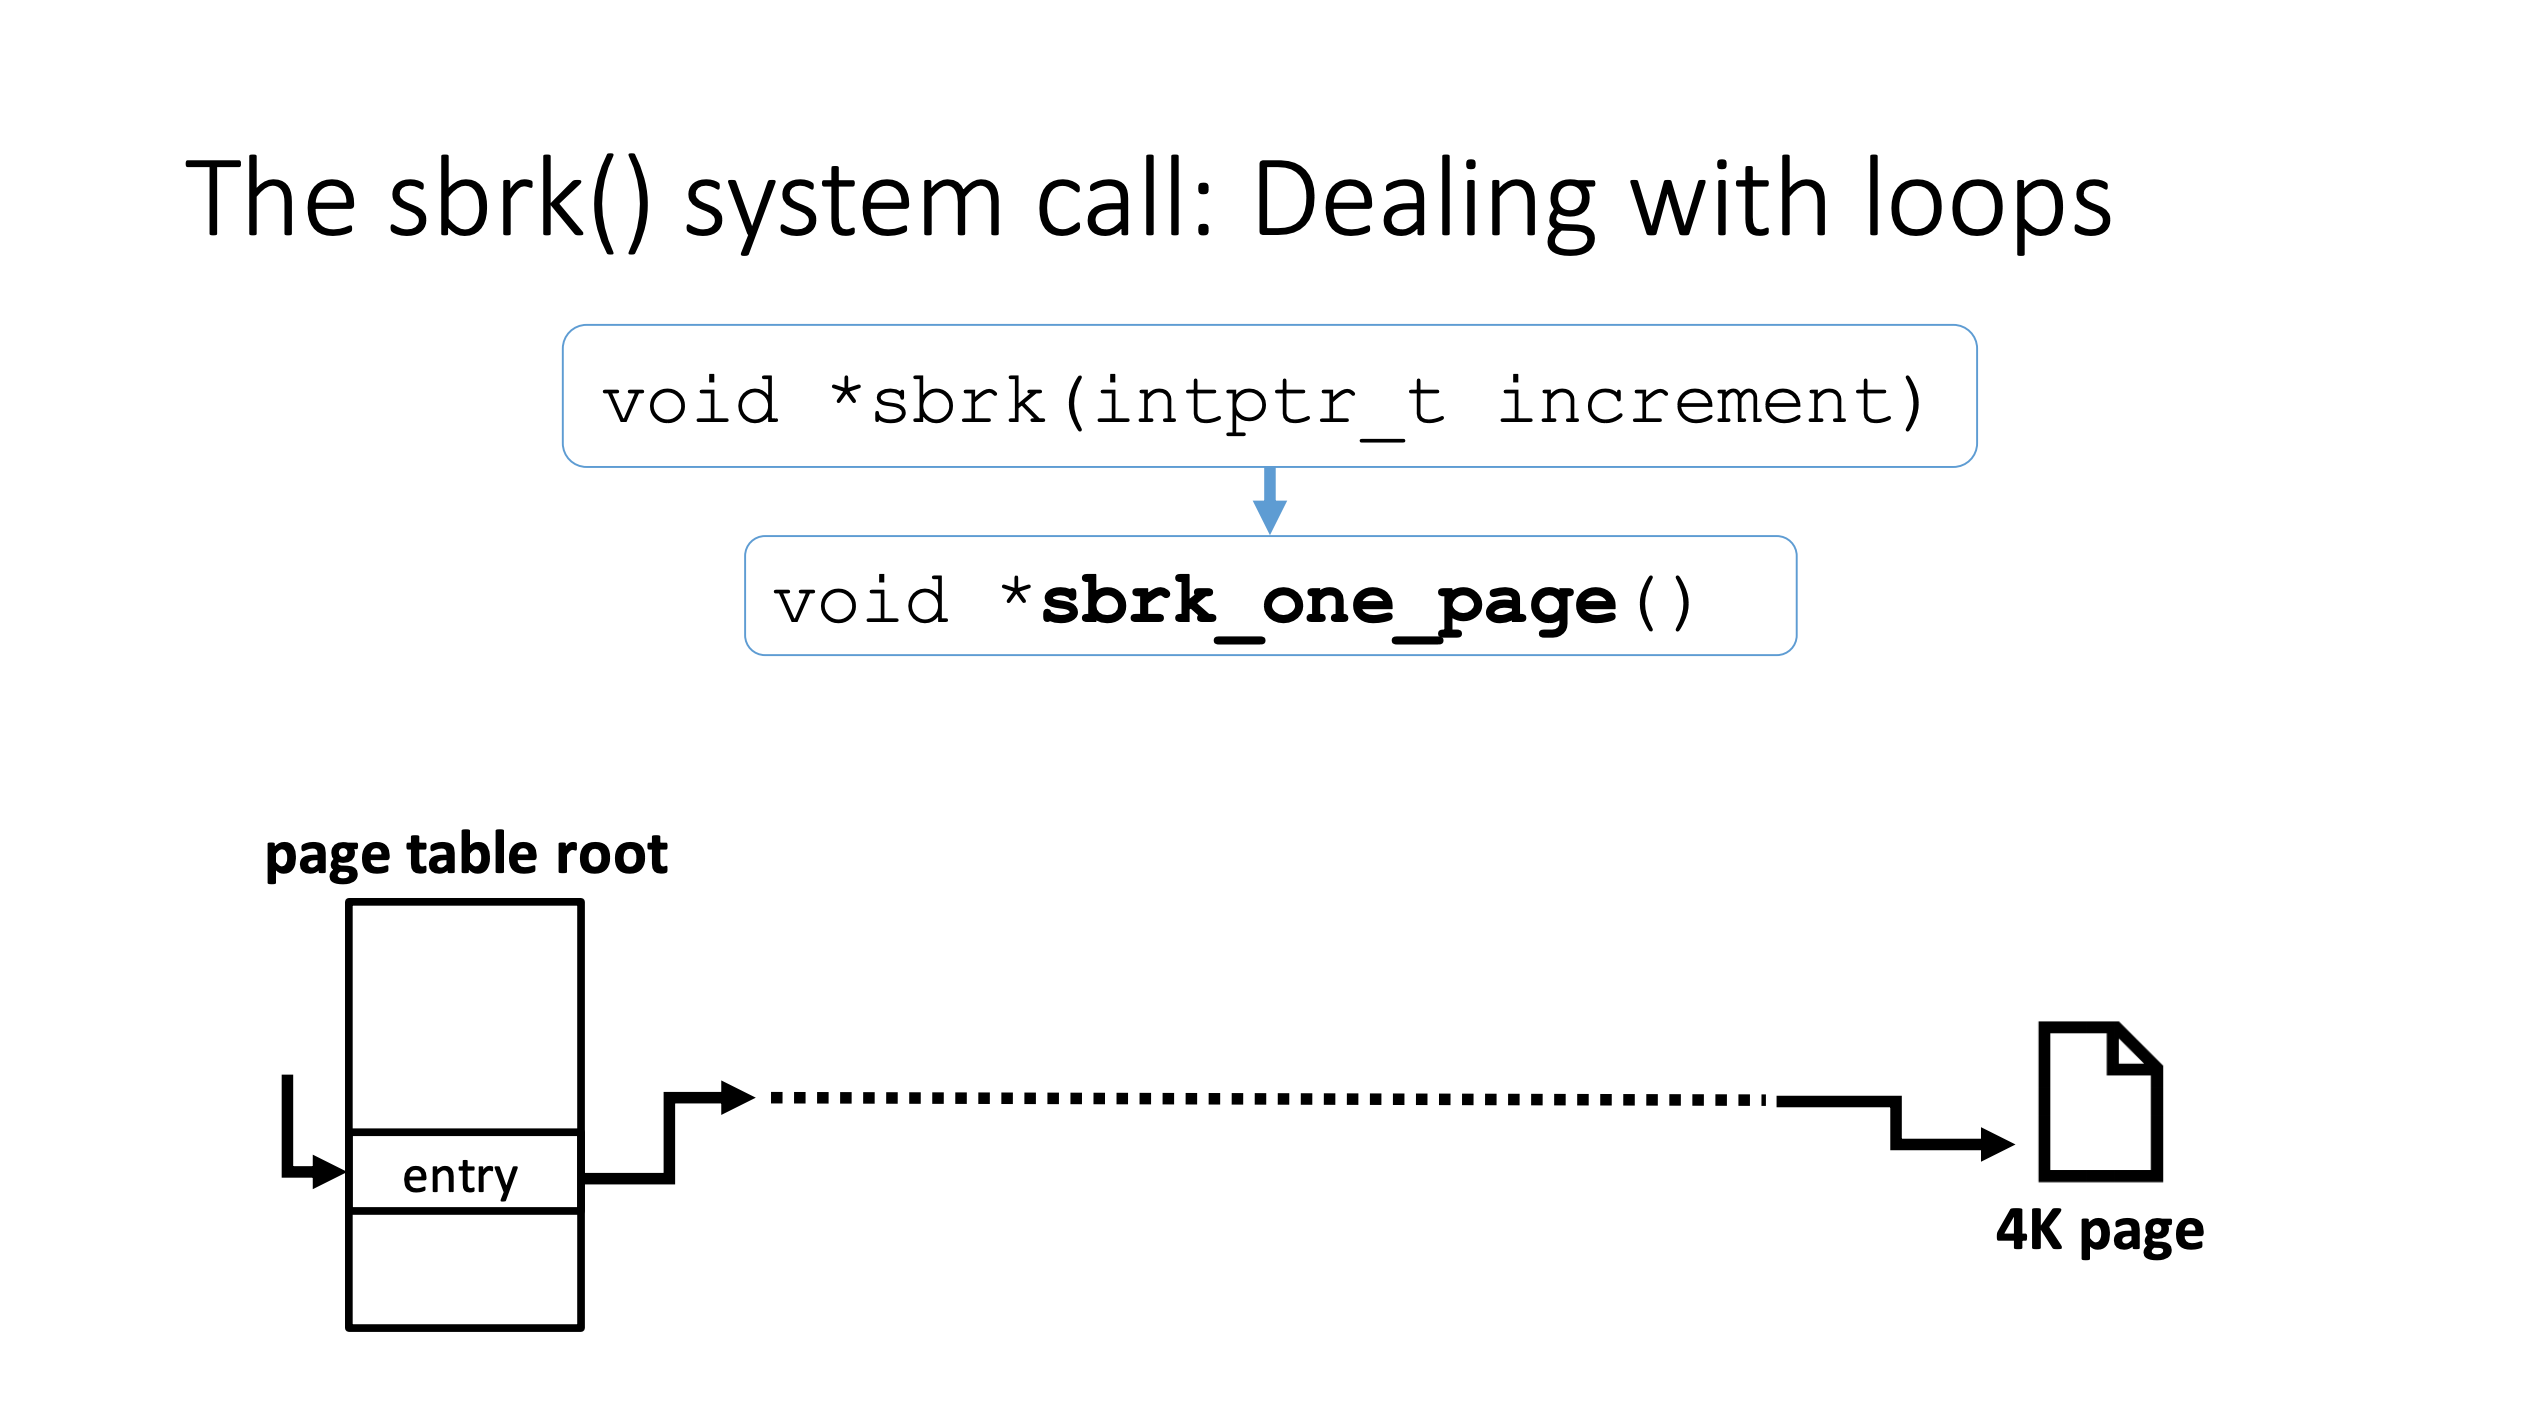 The sbrk() system call: Dealing with loops
void *sbrk(intptr_t increment)
void *sbrk_one_page()
page table root
entry
4K page